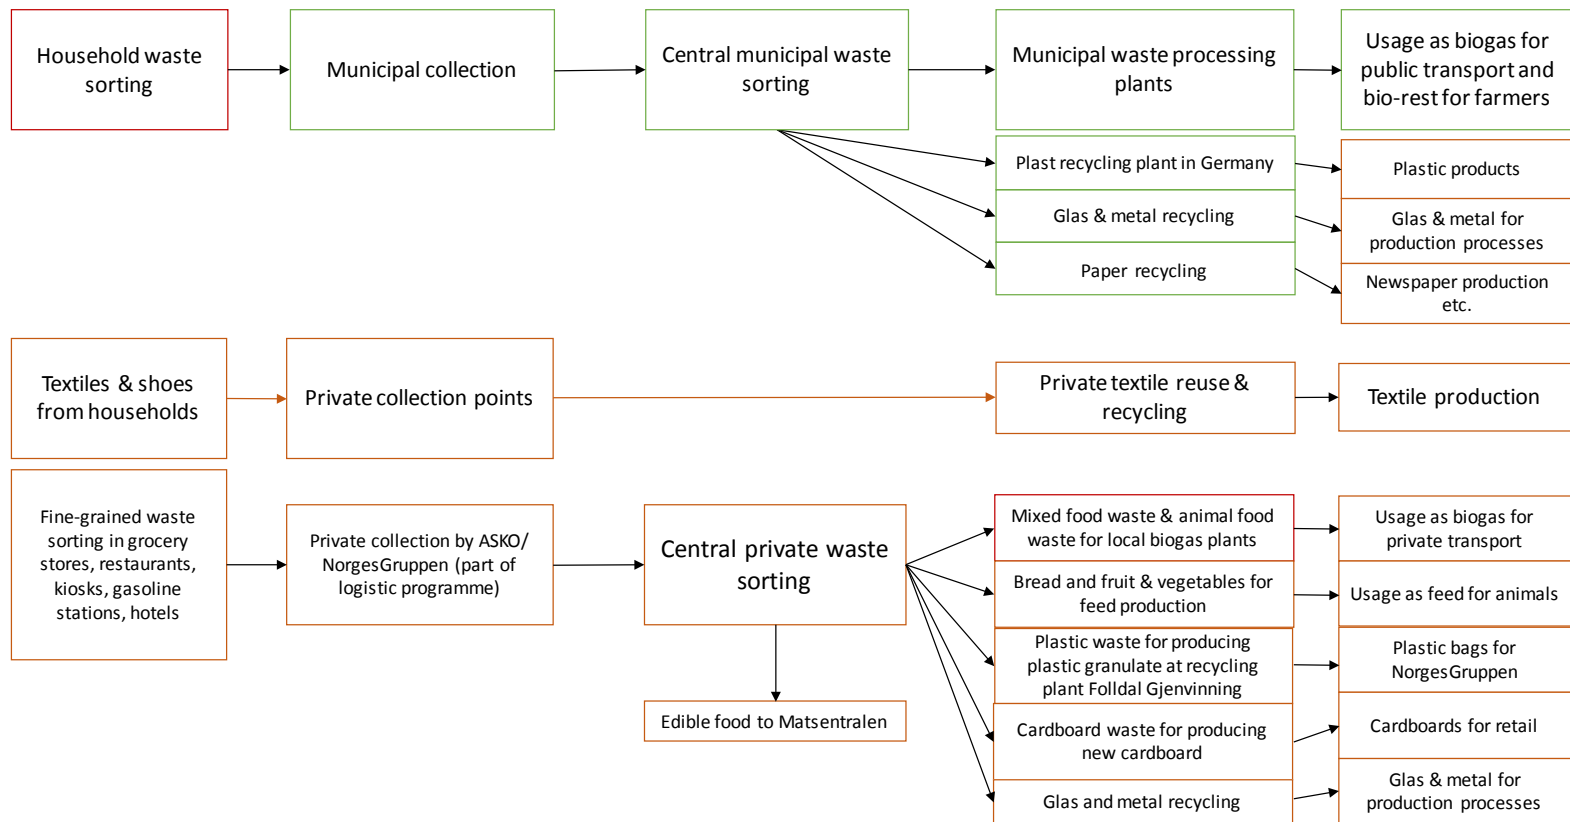 Household waste
sorting
Municipal collection
Central municipal waste
sorting
Municipal waste processing
plants
Usage as biogas for
public transport and
bio-rest for farmers
Plast recycling plant in Germany
Plastic products
Glas & metal recycling
Glas & metal for
production processes
Paper recycling
Newspaper production
etc.
Textiles & shoes
from households
Private collection points
Private textile reuse &
recycling
Textile production
Fine-grained waste
sorting in grocery
stores, restaurants,
kiosks, gasoline
stations, hotels
Private collection by ASKO/
NorgesGruppen (part of
logistic programme)
Central private waste
sorting
Edible food to Matsentralen
Mixed food waste & animal food
waste for local biogas plants
Usage as biogas for
private transport
Bread and fruit & vegetables for
feed production
Usage as feed for animals
Plastic waste for producing
plastic granulate at recycling
plant Folldal Gjenvinning
Plastic bags for
NorgesGruppen
Cardboard waste for producing
new cardboard
Cardboards for retail
Glas and metal recycling
Glas & metal for
production processes